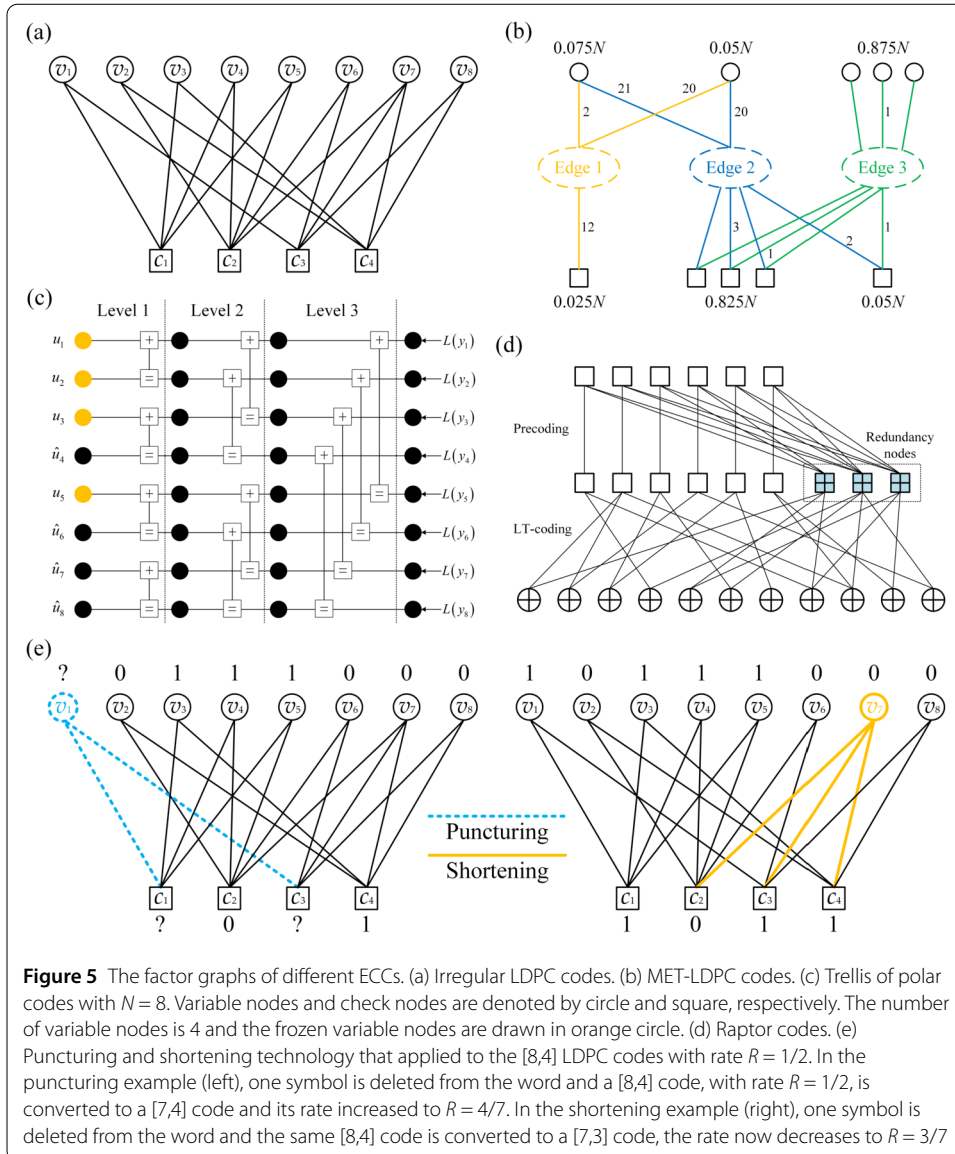 (a)
v1 v2 v3 v4 v5 v6 v7 v8
c1 c2 c3 c4
(b)
0.075N 0.05N 0.875N
21 20
2 20 1
Edge 1 Edge 2 Edge 3
12 3 1 2 1
0.025N 0.825N 0.05N
(c)
Level 1 Level 2 Level 3
u1 + + + L(y1)
u2 = + + L(y2)
u3 + = + L(y3)
û4 = = + L(y4)
u5 + + = L(y5)
û6 = + = L(y6)
û7 + = = L(y7)
û8 = = = L(y8)
(d)
Precoding
Redundancy
nodes
LT-coding
(e)
? 0 1 1 1 0 0 0
v1 v2 v3 v4 v5 v6 v7 v8
c1 c2 c3 c4
? 0 ? 1
Puncturing
Shortening
1 0 1 1 1 0 0 0
v1 v2 v3 v4 v5 v6 v7 v8
c1 c2 c3 c4
1 0 1 1
Figure 5 The factor graphs of different ECCs. (a) Irregular LDPC codes. (b) MET-LDPC codes. (c) Trellis of polar
codes with N = 8. Variable nodes and check nodes are denoted by circle and square, respectively. The number
of variable nodes is 4 and the frozen variable nodes are drawn in orange circle. (d) Raptor codes. (e)
Puncturing and shortening technology that applied to the [8,4] LDPC codes with rate R = 1/2. In the
puncturing example (left), one symbol is deleted from the word and a [8,4] code, with rate R = 1/2, is
converted to a [7,4] code and its rate increased to R = 4/7. In the shortening example (right), one symbol is
deleted from the word and the same [8,4] code is converted to a [7,3] code, the rate now decreases to R = 3/7